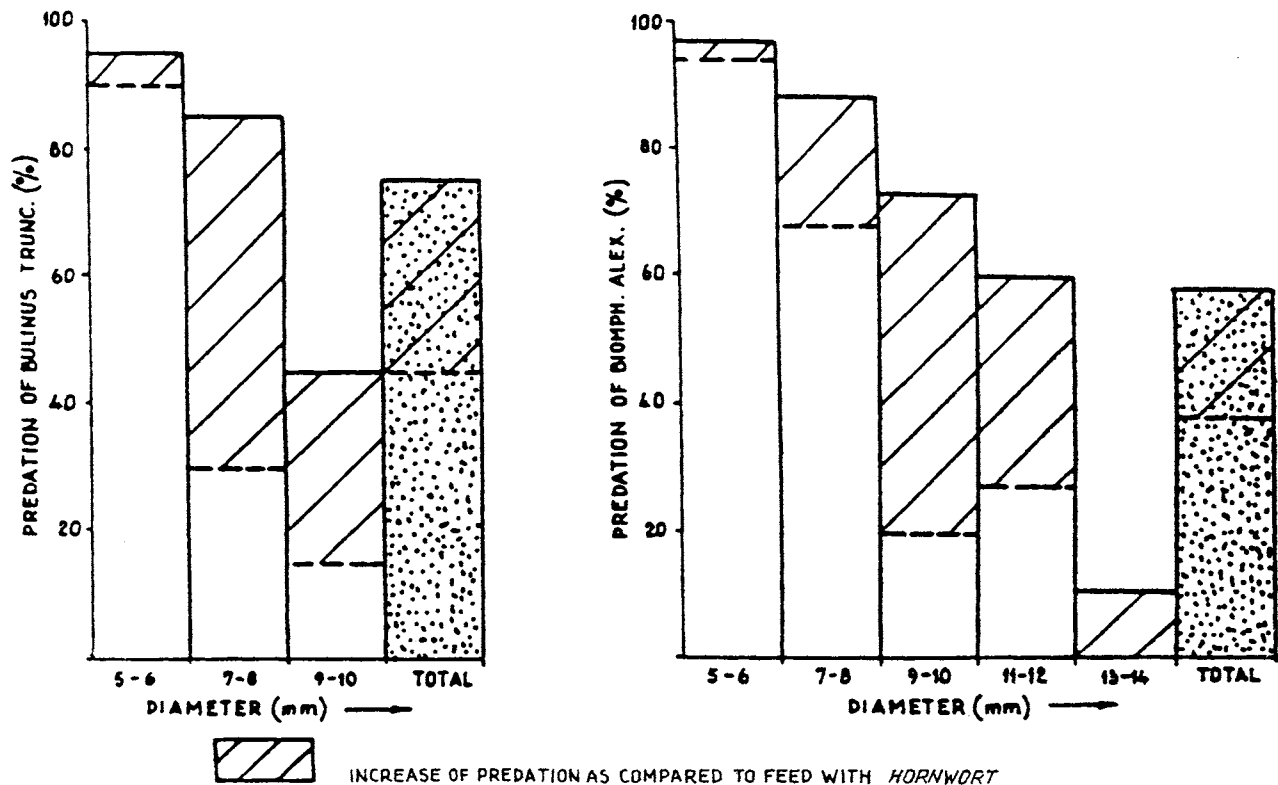 PREDATION OF BULINUS TRUNC. (%)
100
80
60
40
20
5-6 7-8 9-10 TOTAL
DIAMETER (mm)
PREDATION OF BIOMPH. ALEX. (%)
100
80
60
40
20
5-6 7-8 9-10 11-12 13-14 TOTAL
DIAMETER (mm)
INCREASE OF PREDATION AS COMPARED TO FEED WITH HORNWORT